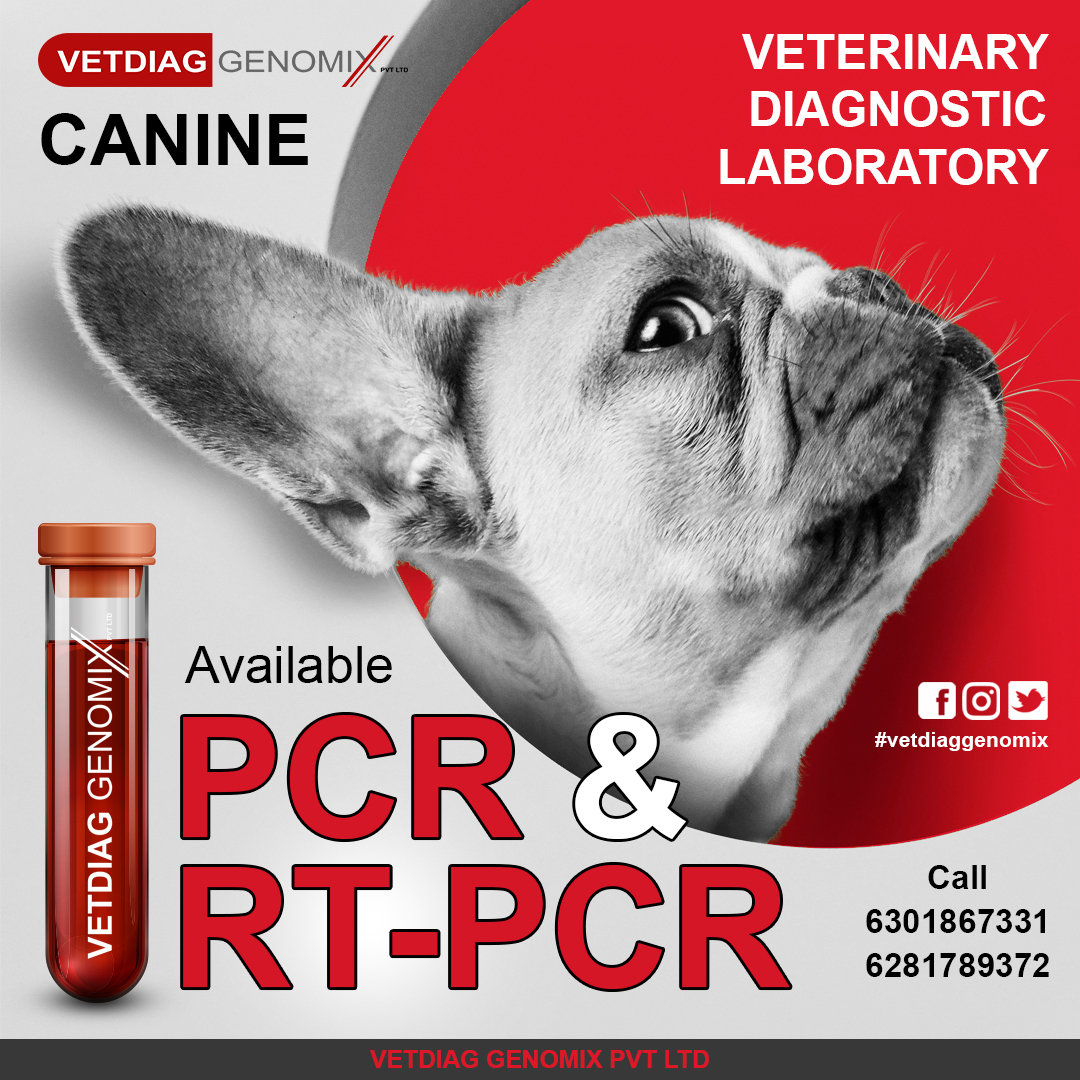 VETDIAG GENOMIX PVT LTD
CANINE
VETERINARY
DIAGNOSTIC
LABORATORY
VETDIAG GENOMIX PVT LTD
Available
PCR &
RT-PCR
#vetdiaggenomix
Call
6301867331
6281789372
VETDIAG GENOMIX PVT LTD